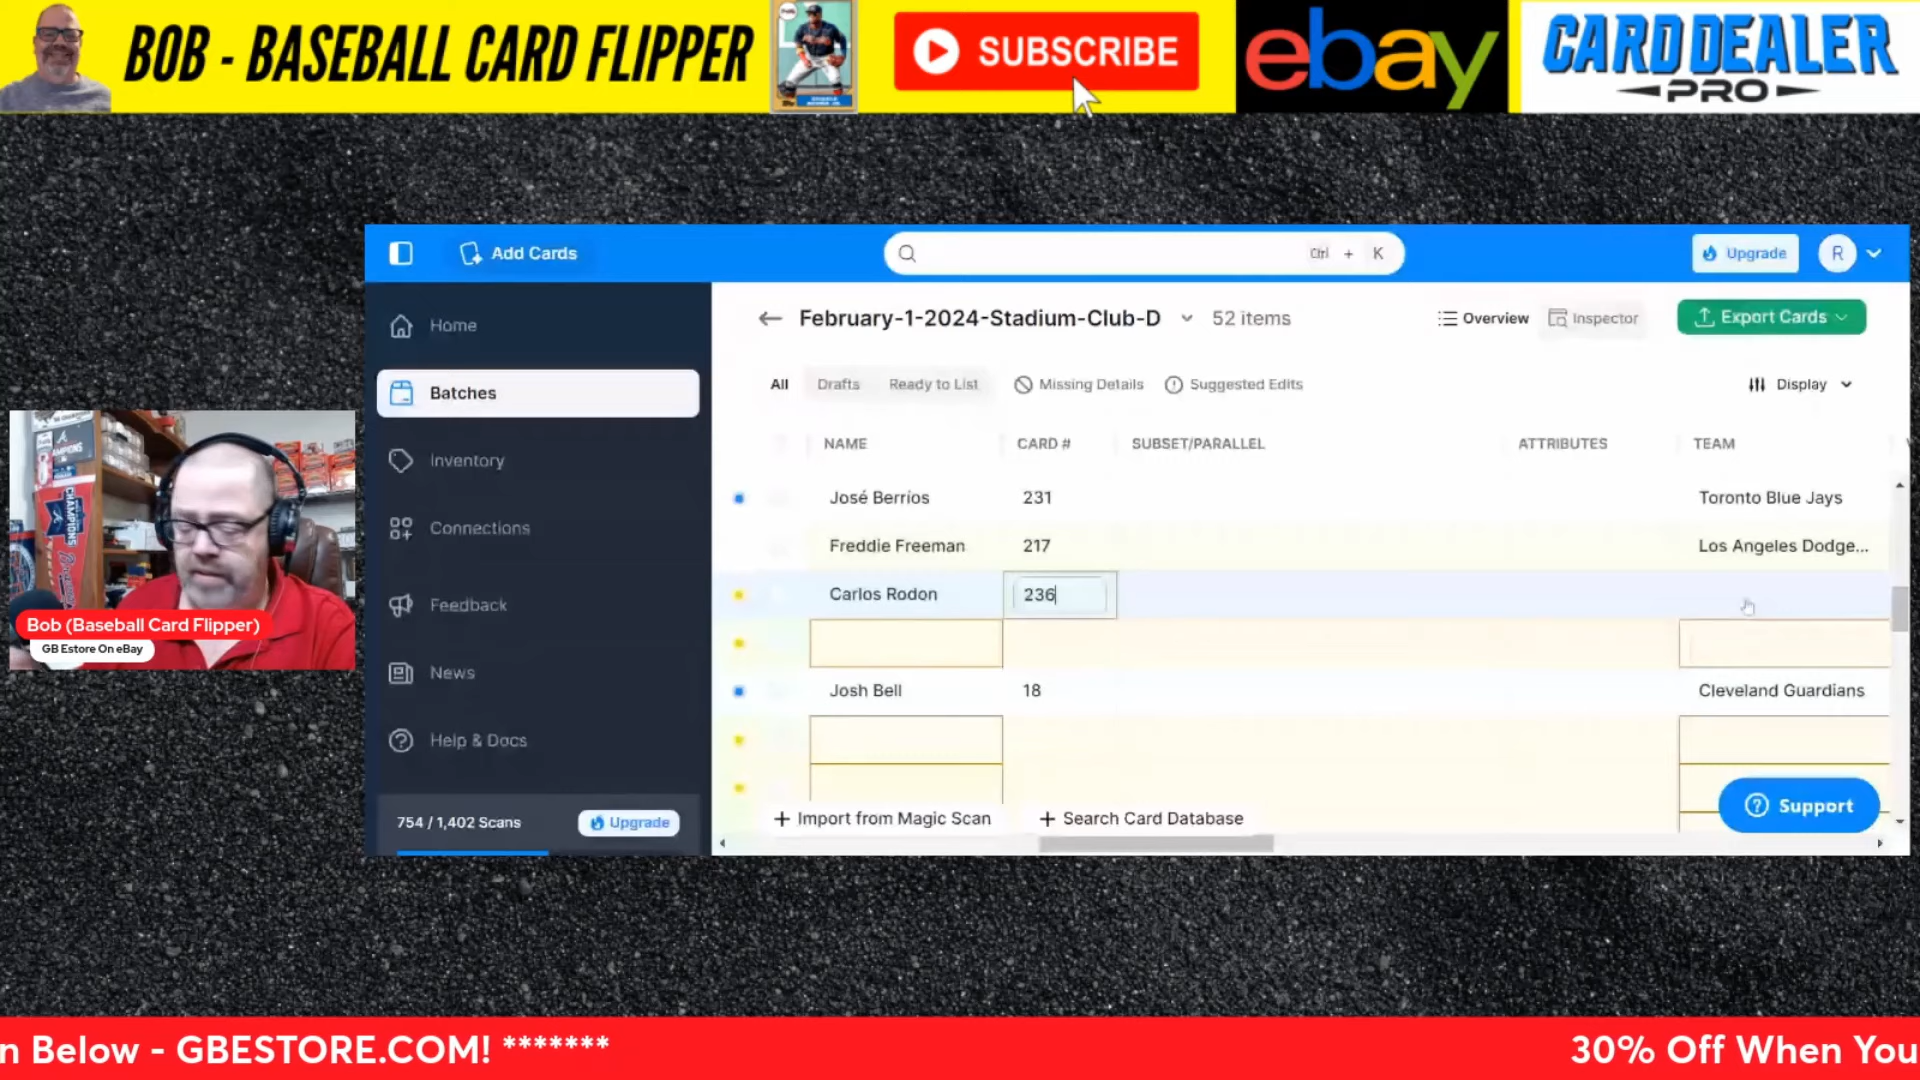 BOB - BASEBALL CARD FLIPPER
SUBSCRIBE
ebay
CARD DEALER
PRO
Add Cards
Ctrl + K
Upgrade
R
Home
Batches
Inventory
Connections
Feedback
News
Help & Docs
754 / 1,402 Scans
Upgrade
February-1-2024-Stadium-Club-D
52 items
Overview
Inspector
Export Cards
All
Drafts
Ready to List
Missing Details
Suggested Edits
Display
NAME CARD # SUBSET/PARALLEL ATTRIBUTES TEAM
José Berríos 231 Toronto Blue Jays
Freddie Freeman 217 Los Angeles Dodge...
Carlos Rodon 236
Josh Bell 18 Cleveland Guardians
+ Import from Magic Scan
+ Search Card Database
Support
CHAMPIONS
Bob (Baseball Card Flipper)
GB Estore On eBay
n Below - GBESTORE.COM! *******
30% Off When You